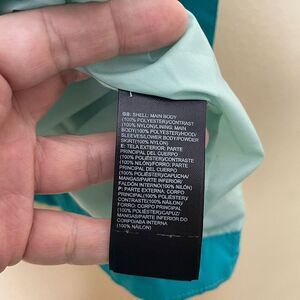 GB: SHELL: MAIN BODY
(100% POLYESTER)/CONTRAST
(100% NYLON)/LINING: MAIN
BODY(100% POLYESTER)/HOOD/
SLEEVES/LOWER BODY/POWDER
SKIRT(100% NYLON)
E: TELA EXTERIOR: PARTE
PRINCIPAL DEL CUERPO
(100% POLIÉSTER)/CONTRASTE
(100% NILÓN)/FORRO: PARTE
PRINCIPAL DEL CUERPO
(100% POLIÉSTER)/CAPUCHA/
MANGAS/PARTE INFERIOR/
FALDÓN INTERNO(100% NILÓN)
P: PARTE EXTERNA: CORPO
PRINCIPAL(100% POLIÉSTER)/
CONTRASTE(100% NÁILON)/
FORRO: CORPO PRINCIPAL
(100% POLIÉSTER)/CAPUZ/
MANGAS/PARTE INFERIOR DO
CORPO/ABA INTERNA
(100% NÁILON)